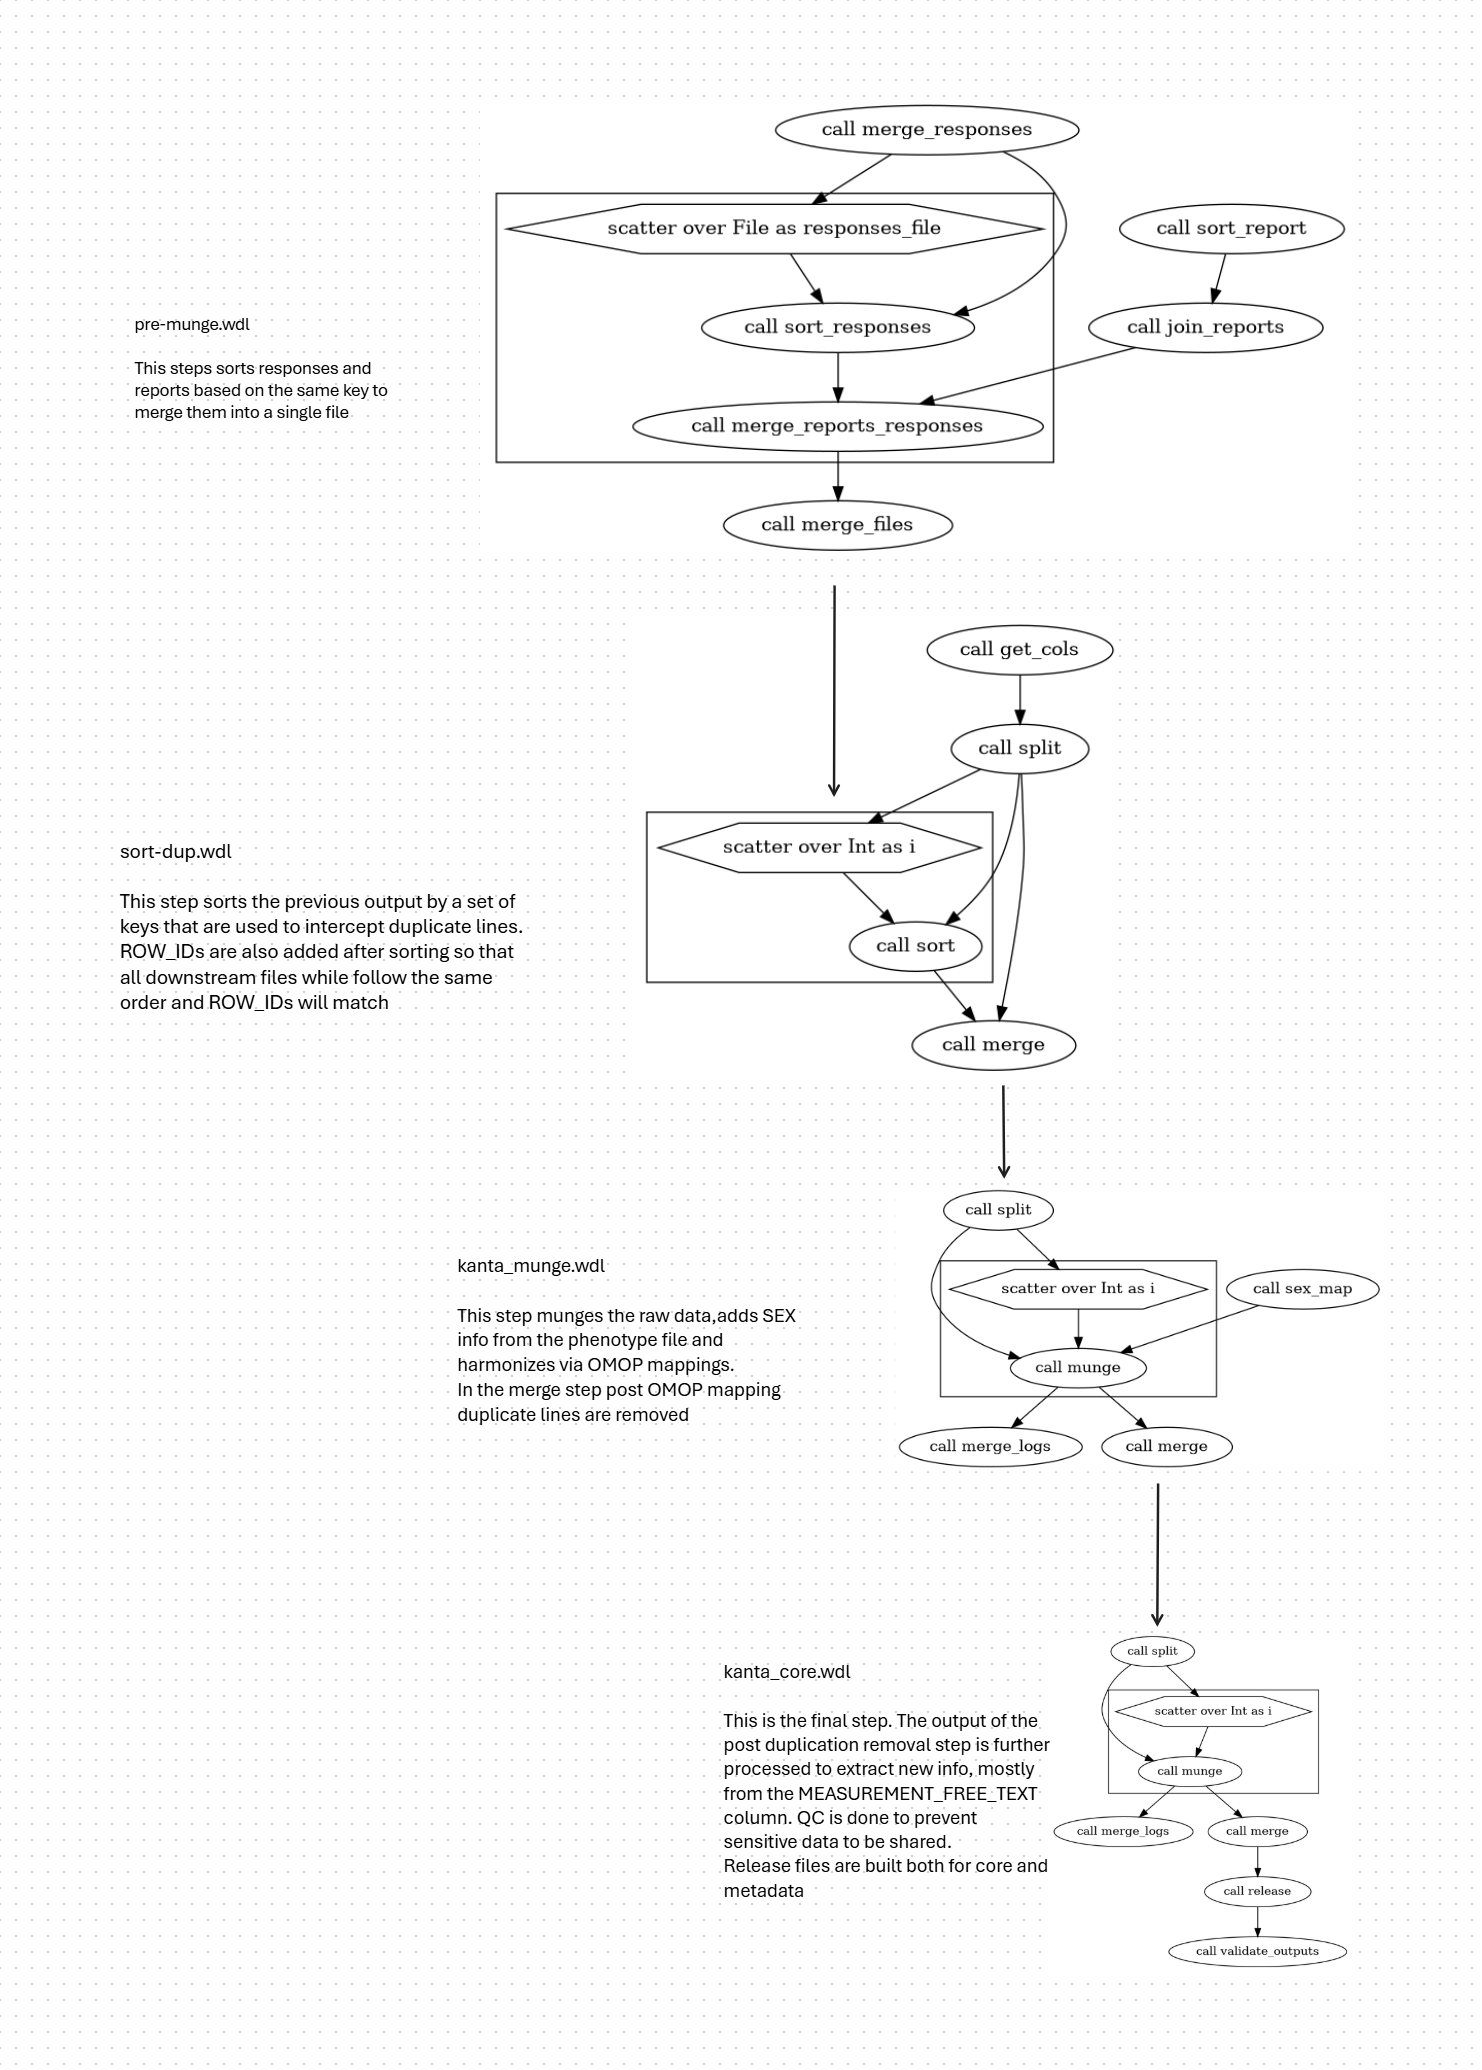 call merge_responses
scatter over File as responses_file
call sort_report
call sort_responses
call join_reports
call merge_reports_responses
call merge_files
pre-munge.wdl
This steps sorts responses and
reports based on the same key to
merge them into a single file
call get_cols
call split
scatter over Int as i
call sort
call merge
sort-dup.wdl
This step sorts the previous output by a set of
keys that are used to intercept duplicate lines.
ROW_IDs are also added after sorting so that
all downstream files while follow the same
order and ROW_IDs will match
call split
scatter over Int as i
call sex_map
call munge
call merge_logs
call merge
kanta_munge.wdl
This step munges the raw data,adds SEX
info from the phenotype file and
harmonizes via OMOP mappings.
In the merge step post OMOP mapping
duplicate lines are removed
call split
scatter over Int as i
call munge
call merge_logs
call merge
call release
call validate_outputs
kanta_core.wdl
This is the final step. The output of the
post duplication removal step is further
processed to extract new info, mostly
from the MEASUREMENT_FREE_TEXT
column. QC is done to prevent
sensitive data to be shared.
Release files are built both for core and
metadata